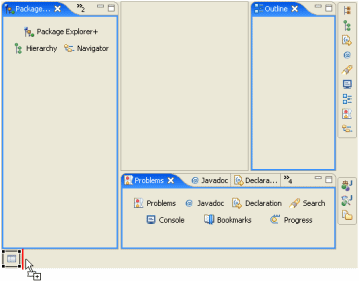 Package...
»2
Outline
Package Explorer+
Hierarchy
Navigator
Problems
@ Javadoc
Declara...
»4
Problems
@ Javadoc
Declaration
Search
Console
Bookmarks
Progress